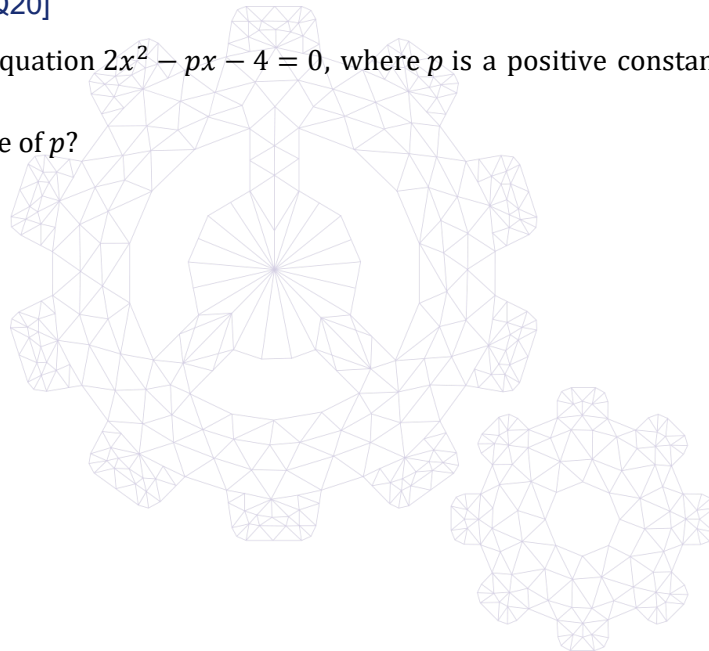 Q20]
quation 2x² − px − 4 = 0, where p is a positive constan
e of p?